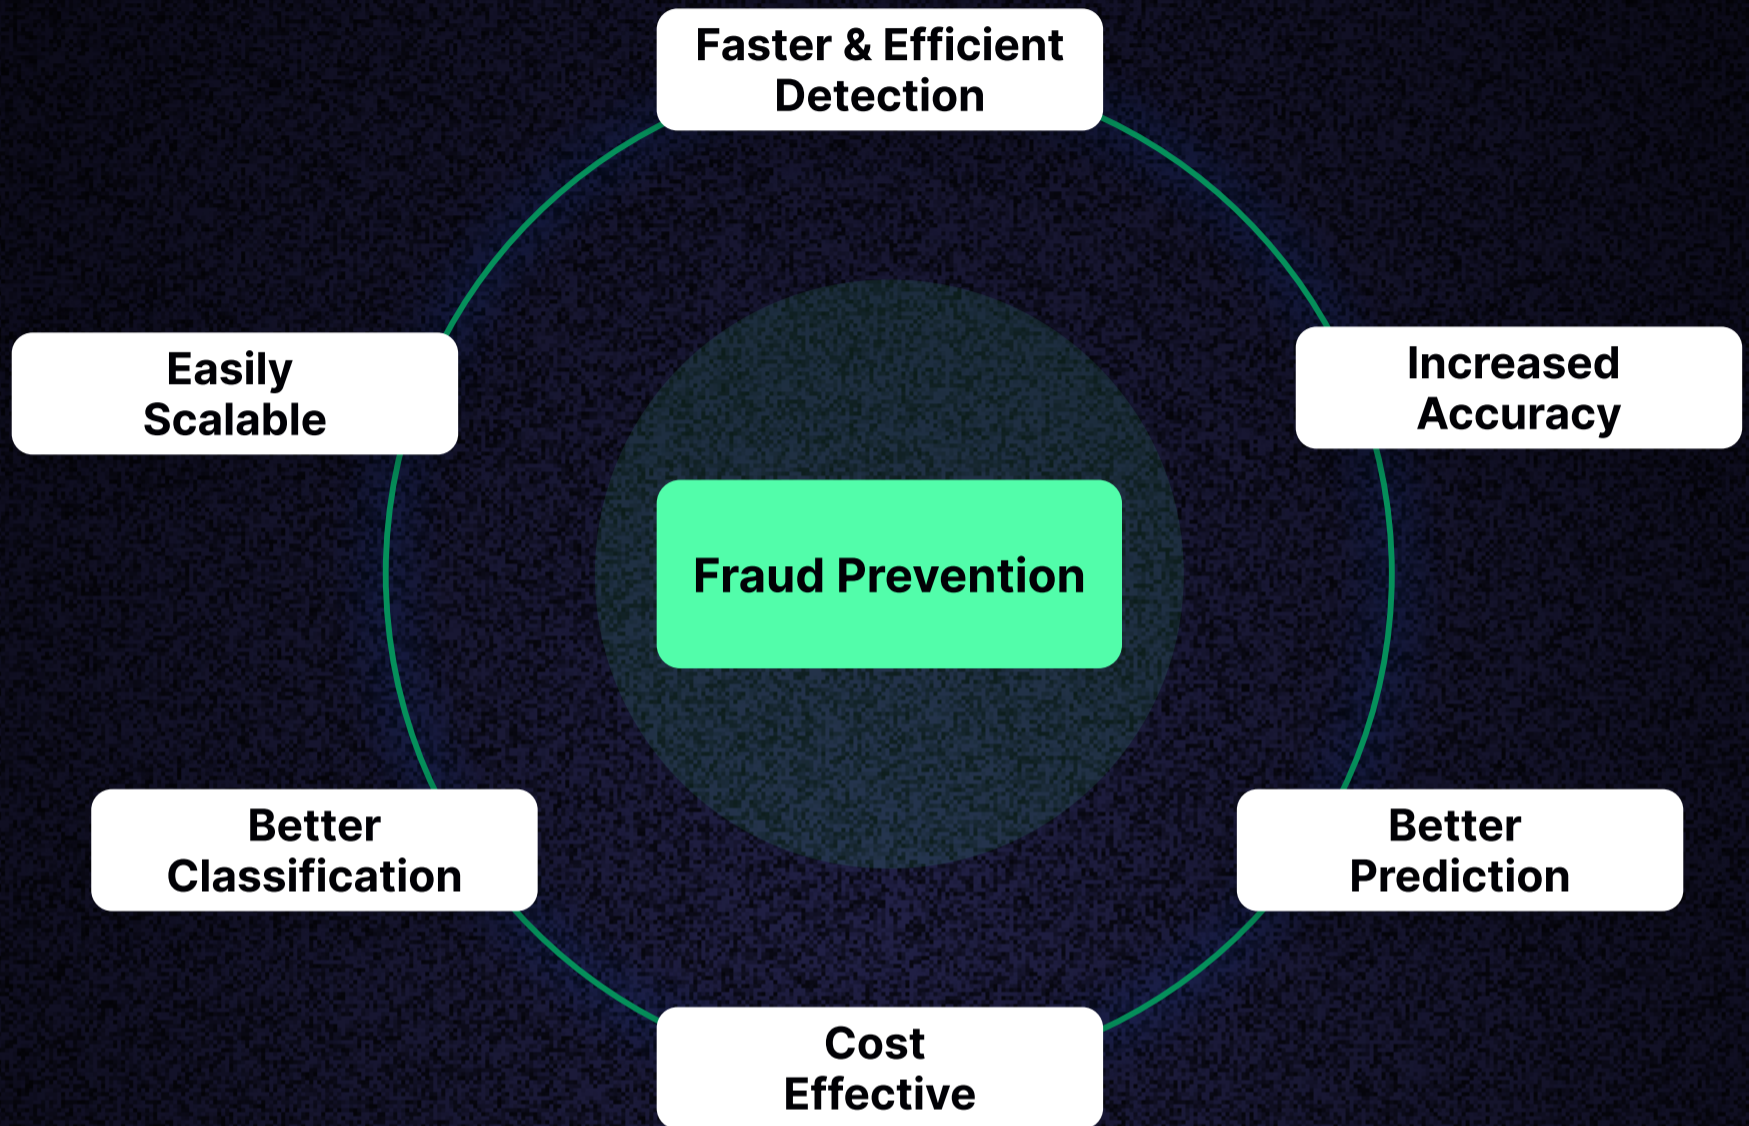 Faster & Efficient
Detection
Easily
Scalable
Increased
Accuracy
Fraud Prevention
Better
Classification
Better
Prediction
Cost
Effective